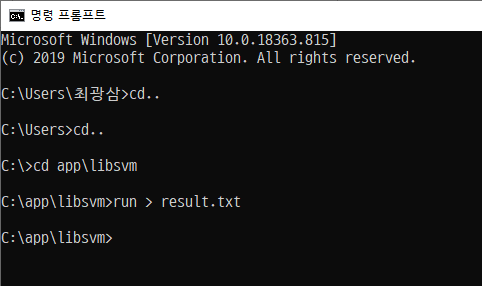 명령 프롬프트
Microsoft Windows [Version 10.0.18363.815]
(c) 2019 Microsoft Corporation. All rights reserved.
C:\Users\최광삼>cd..
C:\Users>cd..
C:\>cd app\libsvm
C:\app\libsvm>run > result.txt
C:\app\libsvm>